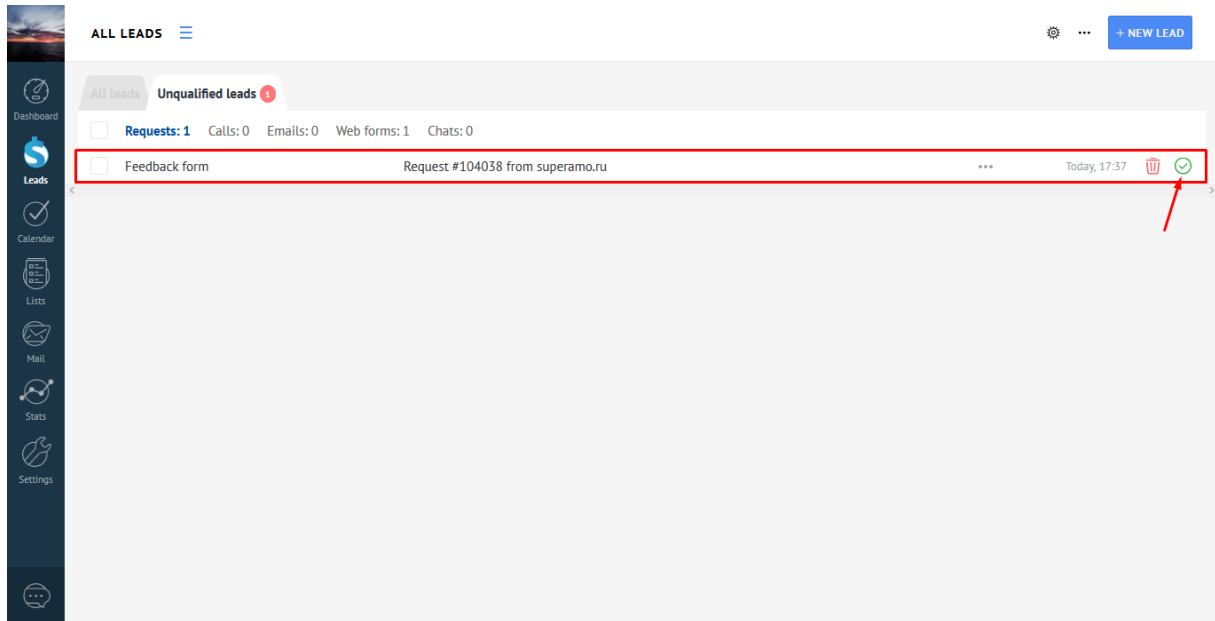 ALL LEADS
+ NEW LEAD
All leads Unqualified leads 1
Requests: 1 Calls: 0 Emails: 0 Web forms: 1 Chats: 0
Feedback form Request #104038 from superamo.ru Today, 17:37
Dashboard
Leads
Calendar
Lists
Mail
Stats
Settings